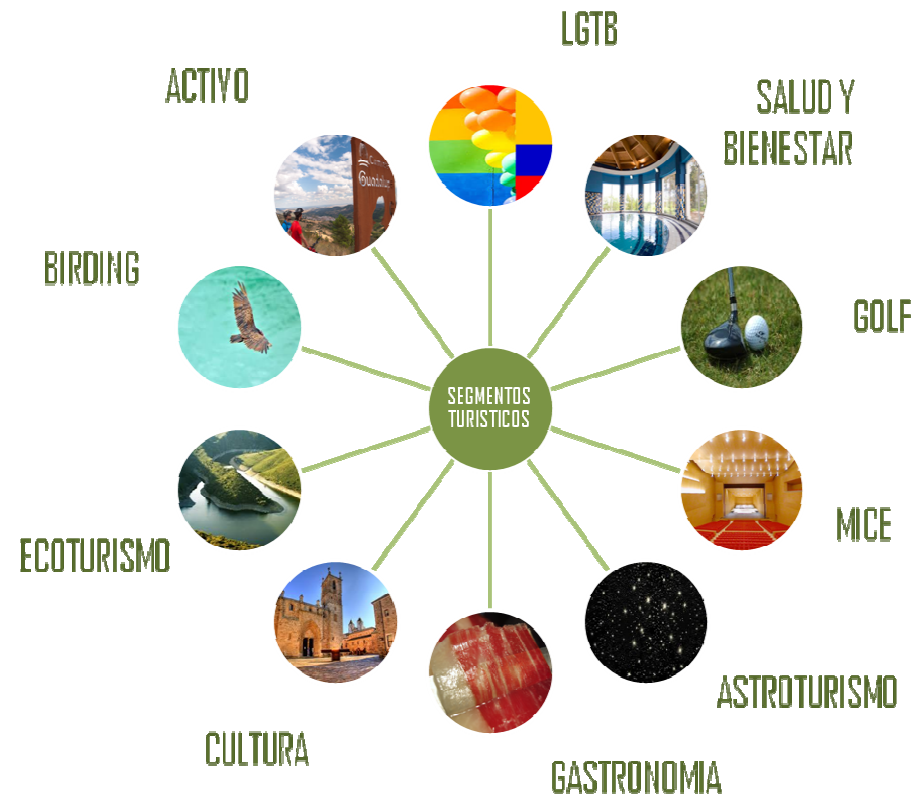 LGTB
ACTIVO
SALUD Y
BIENESTAR
BIRDING
GOLF
SEGMENTOS
TURISTICOS
MICE
ECOTURISMO
ASTROTURISMO
CULTURA
GASTRONOMIA